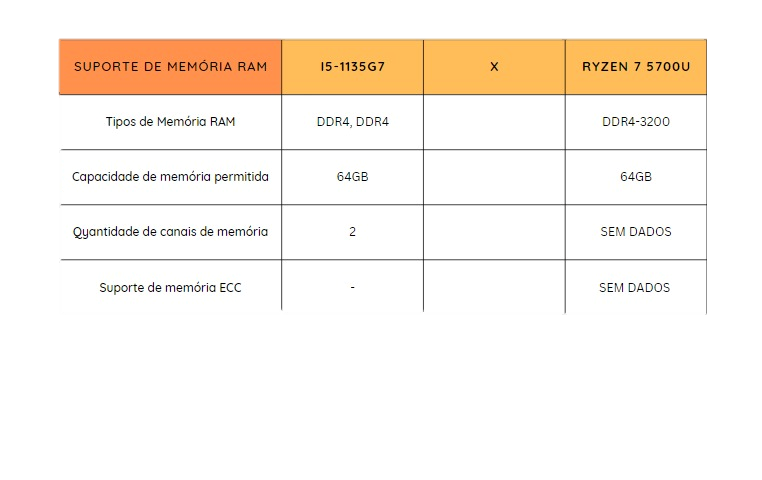 SUPORTE DE MEMÓRIA RAM I5-1135G7 X RYZEN 7 5700U
Tipos de Memória RAM DDR4, DDR4 DDR4-3200
Capacidade de memória permitida 64GB 64GB
Quantidade de canais de memória 2 SEM DADOS
Suporte de memória ECC - SEM DADOS